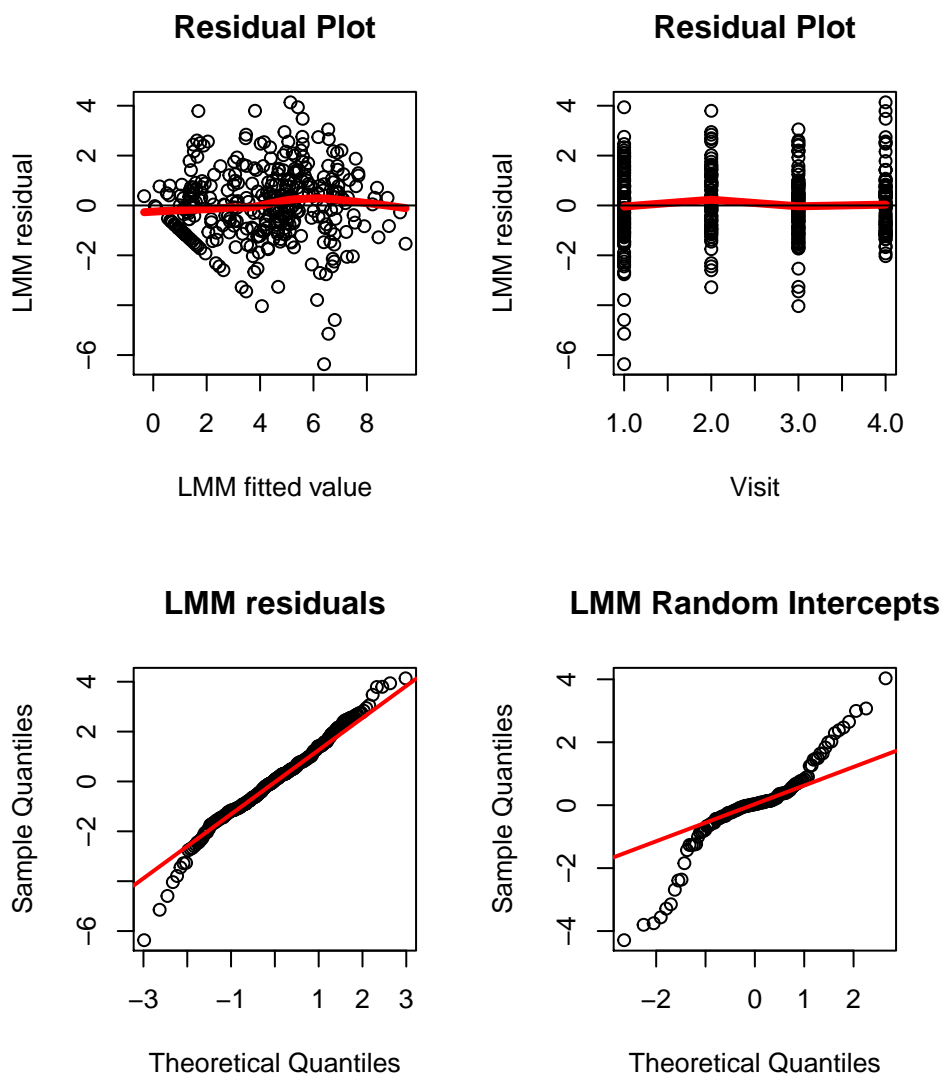 Residual Plot
LMM residual
4
2
0
−2
−6
0 2 4 6 8
LMM fitted value
Residual Plot
LMM residual
4
2
0
−2
−6
1.0 2.0 3.0 4.0
Visit
LMM residuals
Sample Quantiles
4
2
0
−2
−6
−3 −1 1 2 3
Theoretical Quantiles
LMM Random Intercepts
Sample Quantiles
4
2
0
−2
−4
−2 0 1 2
Theoretical Quantiles